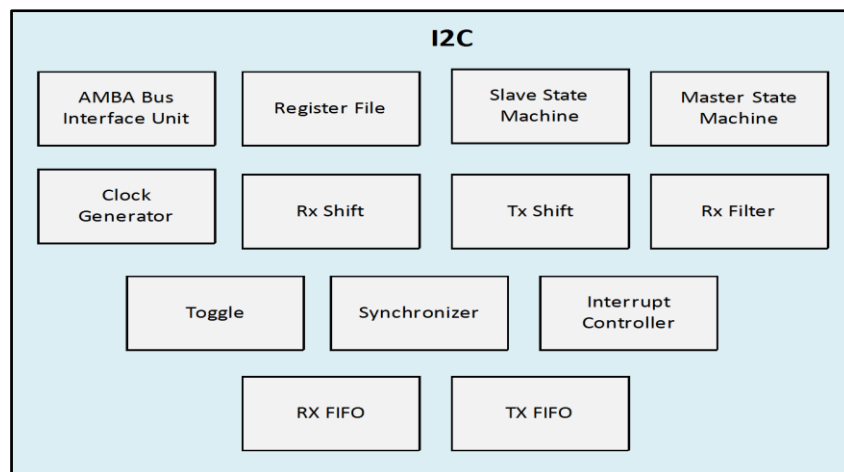 I2C
AMBA Bus
Interface Unit
Register File
Slave State
Machine
Master State
Machine
Clock
Generator
Rx Shift
Tx Shift
Rx Filter
Toggle
Synchronizer
Interrupt
Controller
RX FIFO
TX FIFO